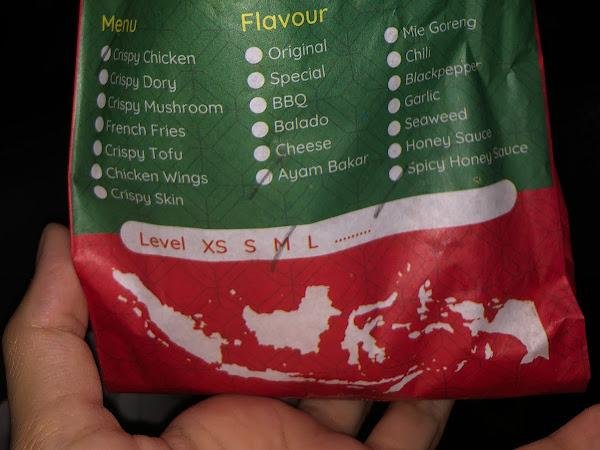 Menu
Crispy Chicken
Crispy Dory
Crispy Mushroom
French Fries
Crispy Tofu
Chicken Wings
Crispy Skin
Flavour
Original
Special
BBQ
Balado
Cheese
Ayam Bakar
Mie Goreng
Chili
Blackpepper
Garlic
Seaweed
Honey Sauce
Spicy Honey Sauce
Level XS S M L .........